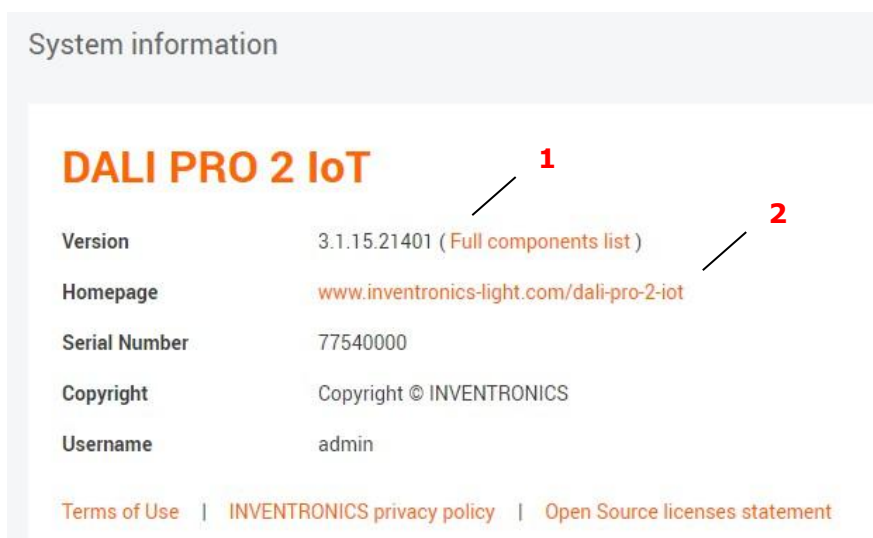 System information
DALI PRO 2 IoT
1
Version 3.1.15.21401 ( Full components list )
2
Homepage www.inventronics-light.com/dali-pro-2-iot
Serial Number 77540000
Copyright Copyright © INVENTRONICS
Username admin
Terms of Use | INVENTRONICS privacy policy | Open Source licenses statement